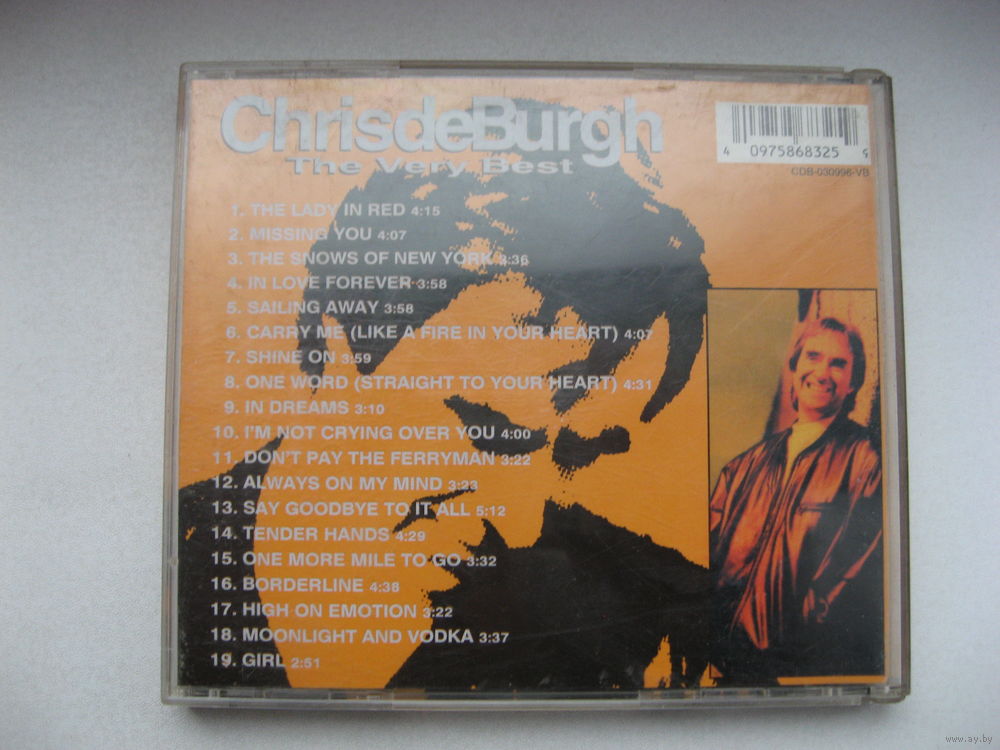 ChrisdeBurgh
The Very Best
4 0975868325 9
CDB-030996-VB
1. THE LADY IN RED 4:15
2. MISSING YOU 4:07
3. THE SNOWS OF NEW YORK 3:36
4. IN LOVE FOREVER 3:58
5. SAILING AWAY 3:58
6. CARRY ME (LIKE A FIRE IN YOUR HEART) 4:07
7. SHINE ON 3:59
8. ONE WORD (STRAIGHT TO YOUR HEART) 4:31
9. IN DREAMS 3:10
10. I'M NOT CRYING OVER YOU 4:00
11. DON'T PAY THE FERRYMAN 3:22
12. ALWAYS ON MY MIND 3:23
13. SAY GOODBYE TO IT ALL 5:12
14. TENDER HANDS 4:29
15. ONE MORE MILE TO GO 3:32
16. BORDERLINE 4:38
17. HIGH ON EMOTION 3:22
18. MOONLIGHT AND VODKA 3:37
19. GIRL 2:51
www.ay.by